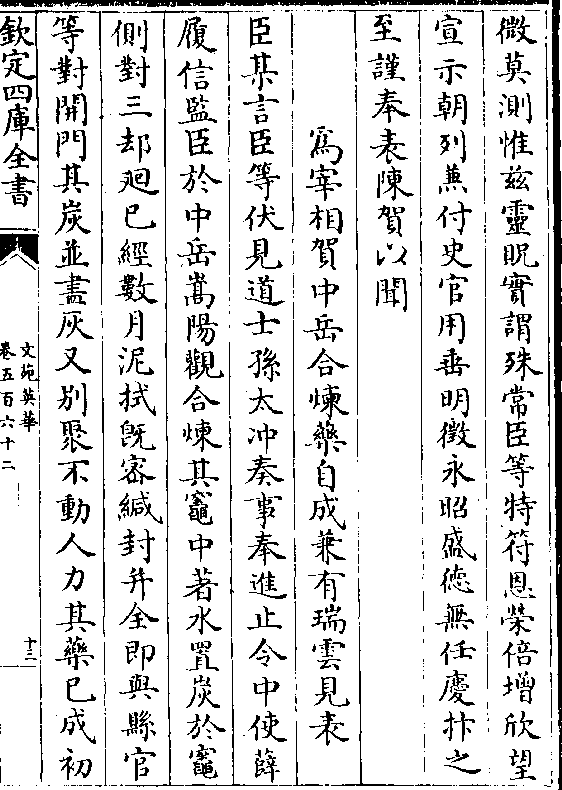 微莫測惟兹靈貺實謂殊常臣等特符恩榮倍增欣望
宣示朝列兼付史官用垂明徴永昭盛德無任慶抃之
至謹奉表陳賀以聞
爲宰相賀中岳合煉藥自成兼有瑞雲見表
臣某言臣等伏見道士孫太冲奏事奉進止令中使薛
履信監臣於中岳嵩陽觀合煉其竈中著水置炭於竈
側對三却廻已經數月泥拭旣密緘封幷全即與縣官
等對開門其炭並盡灰又别聚不動人力其藥已成初
欽定四庫全書
文苑英華
卷五百六十二
十三